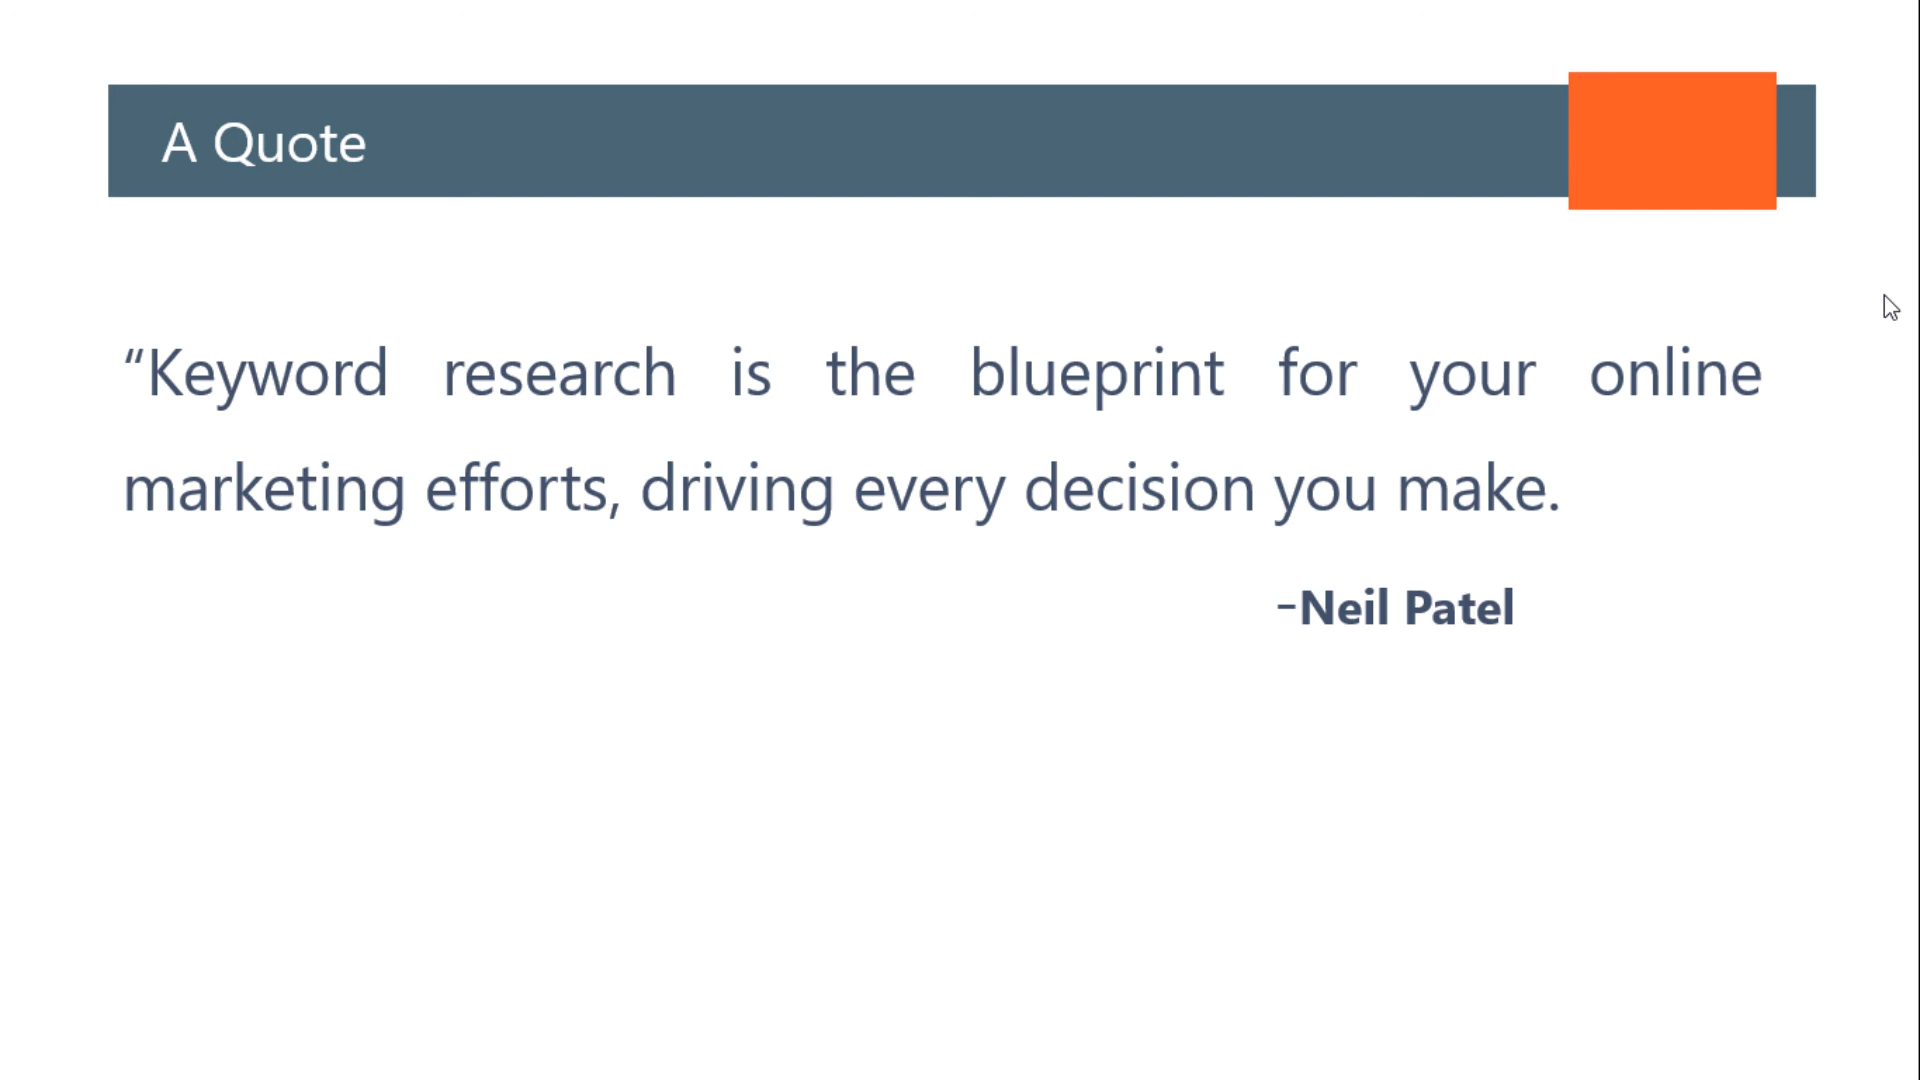 A Quote
“Keyword research is the blueprint for your online
marketing efforts, driving every decision you make.
-Neil Patel